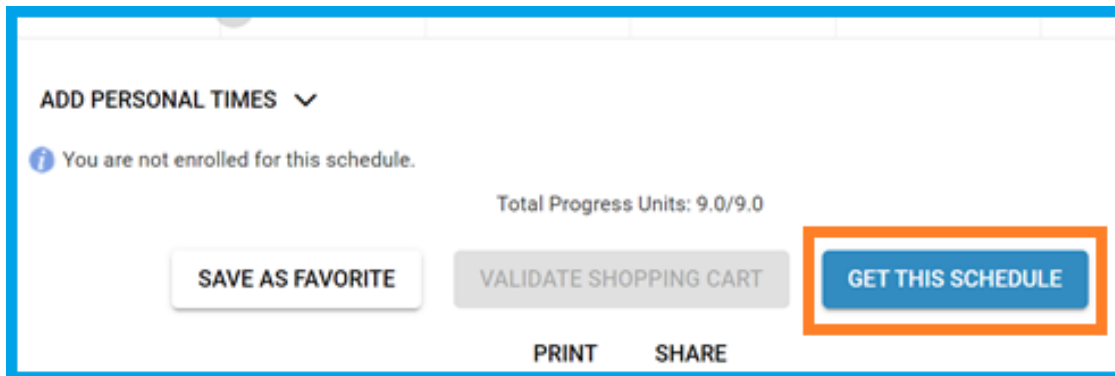 ADD PERSONAL TIMES
You are not enrolled for this schedule.
Total Progress Units: 9.0/9.0
SAVE AS FAVORITE
VALIDATE SHOPPING CART
GET THIS SCHEDULE
PRINT
SHARE